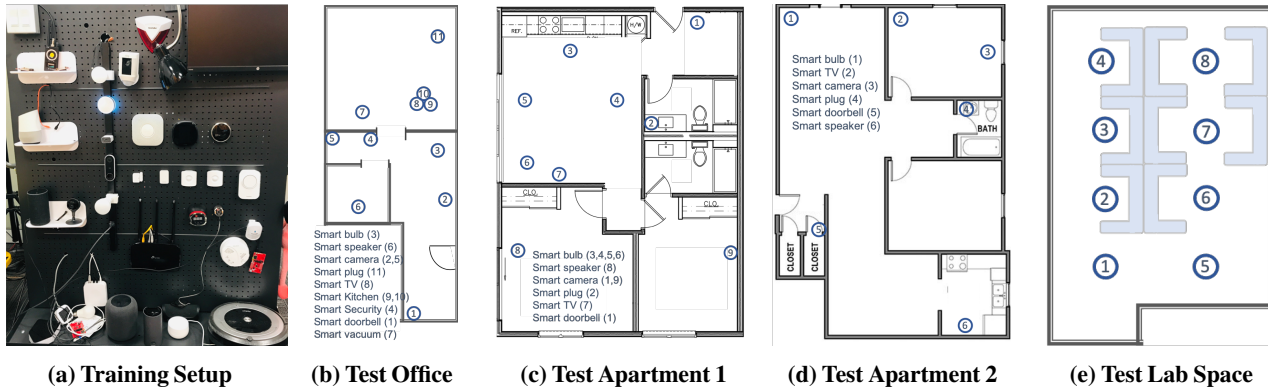 11
10
8
9
7
5
4
3
2
6
1
Smart bulb (3)
Smart speaker (6)
Smart camera (2,5)
Smart plug (11)
Smart TV (8)
Smart Kitchen (9,10)
Smart Security (4)
Smart doorbell (1)
Smart vacuum (7)
REF.
H/W
1
3
5
4
2
6
7
CLO.
CLO.
8
9
Smart bulb (3,4,5,6)
Smart speaker (8)
Smart camera (1,9)
Smart plug (2)
Smart TV (7)
Smart doorbell (1)
1
2
3
Smart bulb (1)
Smart TV (2)
Smart camera (3)
Smart plug (4)
Smart doorbell (5)
Smart speaker (6)
4
BATH
5
CLOSET
CLOSET
6
4
8
3
7
2
6
1
5
(a) Training Setup
(b) Test Office
(c) Test Apartment 1
(d) Test Apartment 2
(e) Test Lab Space